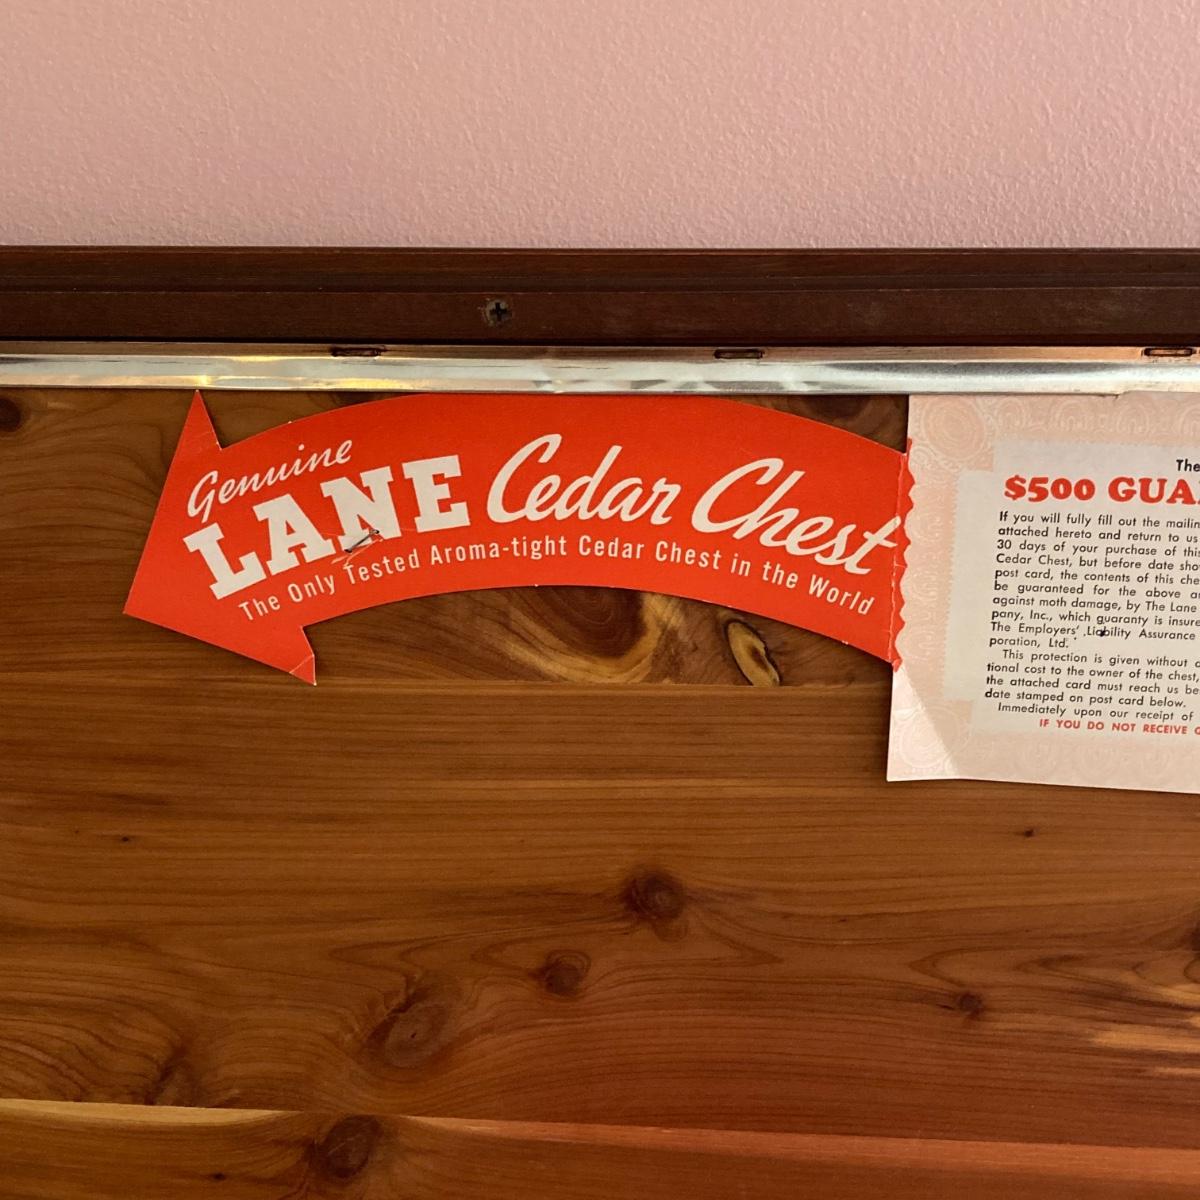 Genuine
LANE Cedar Chest
The Only Tested Aroma-tight Cedar Chest in the World
The
$500
If you will fully fill out the
attached hereto and return to us
30 days of your purchase of this
Cedar Chest, but before date
post card, the contents of this
be guaranteed for the above
against moth damage, by The Lane
pany, Inc., which guaranty is
The Employers' Liability Assurance
poration, Ltd.
This protection is given without
tional cost to the owner of the chest,
the attached card must reach us
date stamped on post card below.
Immediately upon our receipt of
IF YOU DO NOT RECEIVE